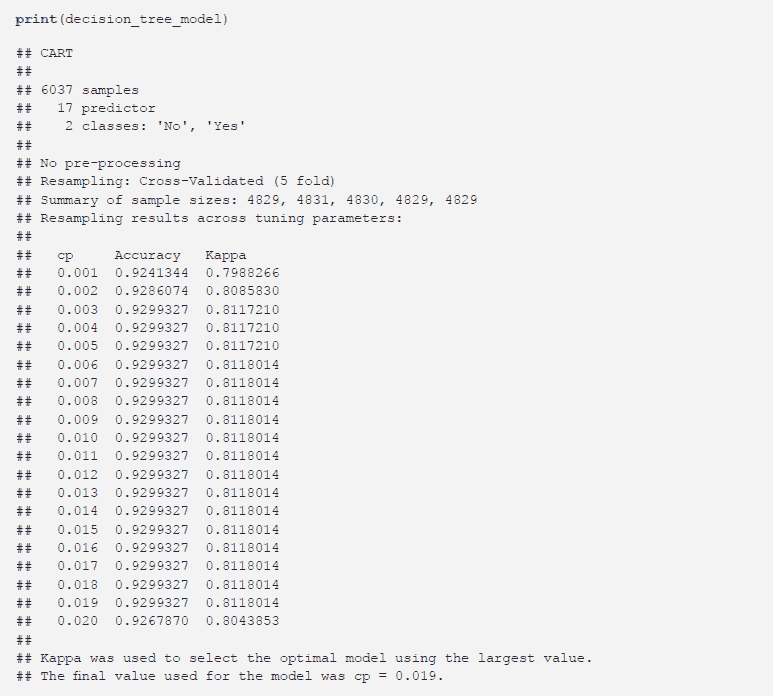 print(decision_tree_model)
## CART
##
## 6037 samples
##   17 predictor
##    2 classes: 'No', 'Yes'
##
## No pre-processing
## Resampling: Cross-Validated (5 fold)
## Summary of sample sizes: 4829, 4831, 4830, 4829, 4829
## Resampling results across tuning parameters:
##
##   cp     Accuracy   Kappa
##   0.001  0.9241344  0.7988266
##   0.002  0.9286074  0.8085830
##   0.003  0.9299327  0.8117210
##   0.004  0.9299327  0.8117210
##   0.005  0.9299327  0.8117210
##   0.006  0.9299327  0.8118014
##   0.007  0.9299327  0.8118014
##   0.008  0.9299327  0.8118014
##   0.009  0.9299327  0.8118014
##   0.010  0.9299327  0.8118014
##   0.011  0.9299327  0.8118014
##   0.012  0.9299327  0.8118014
##   0.013  0.9299327  0.8118014
##   0.014  0.9299327  0.8118014
##   0.015  0.9299327  0.8118014
##   0.016  0.9299327  0.8118014
##   0.017  0.9299327  0.8118014
##   0.018  0.9299327  0.8118014
##   0.019  0.9299327  0.8118014
##   0.020  0.9267870  0.8043853
##
## Kappa was used to select the optimal model using the largest value.
## The final value used for the model was cp = 0.019.